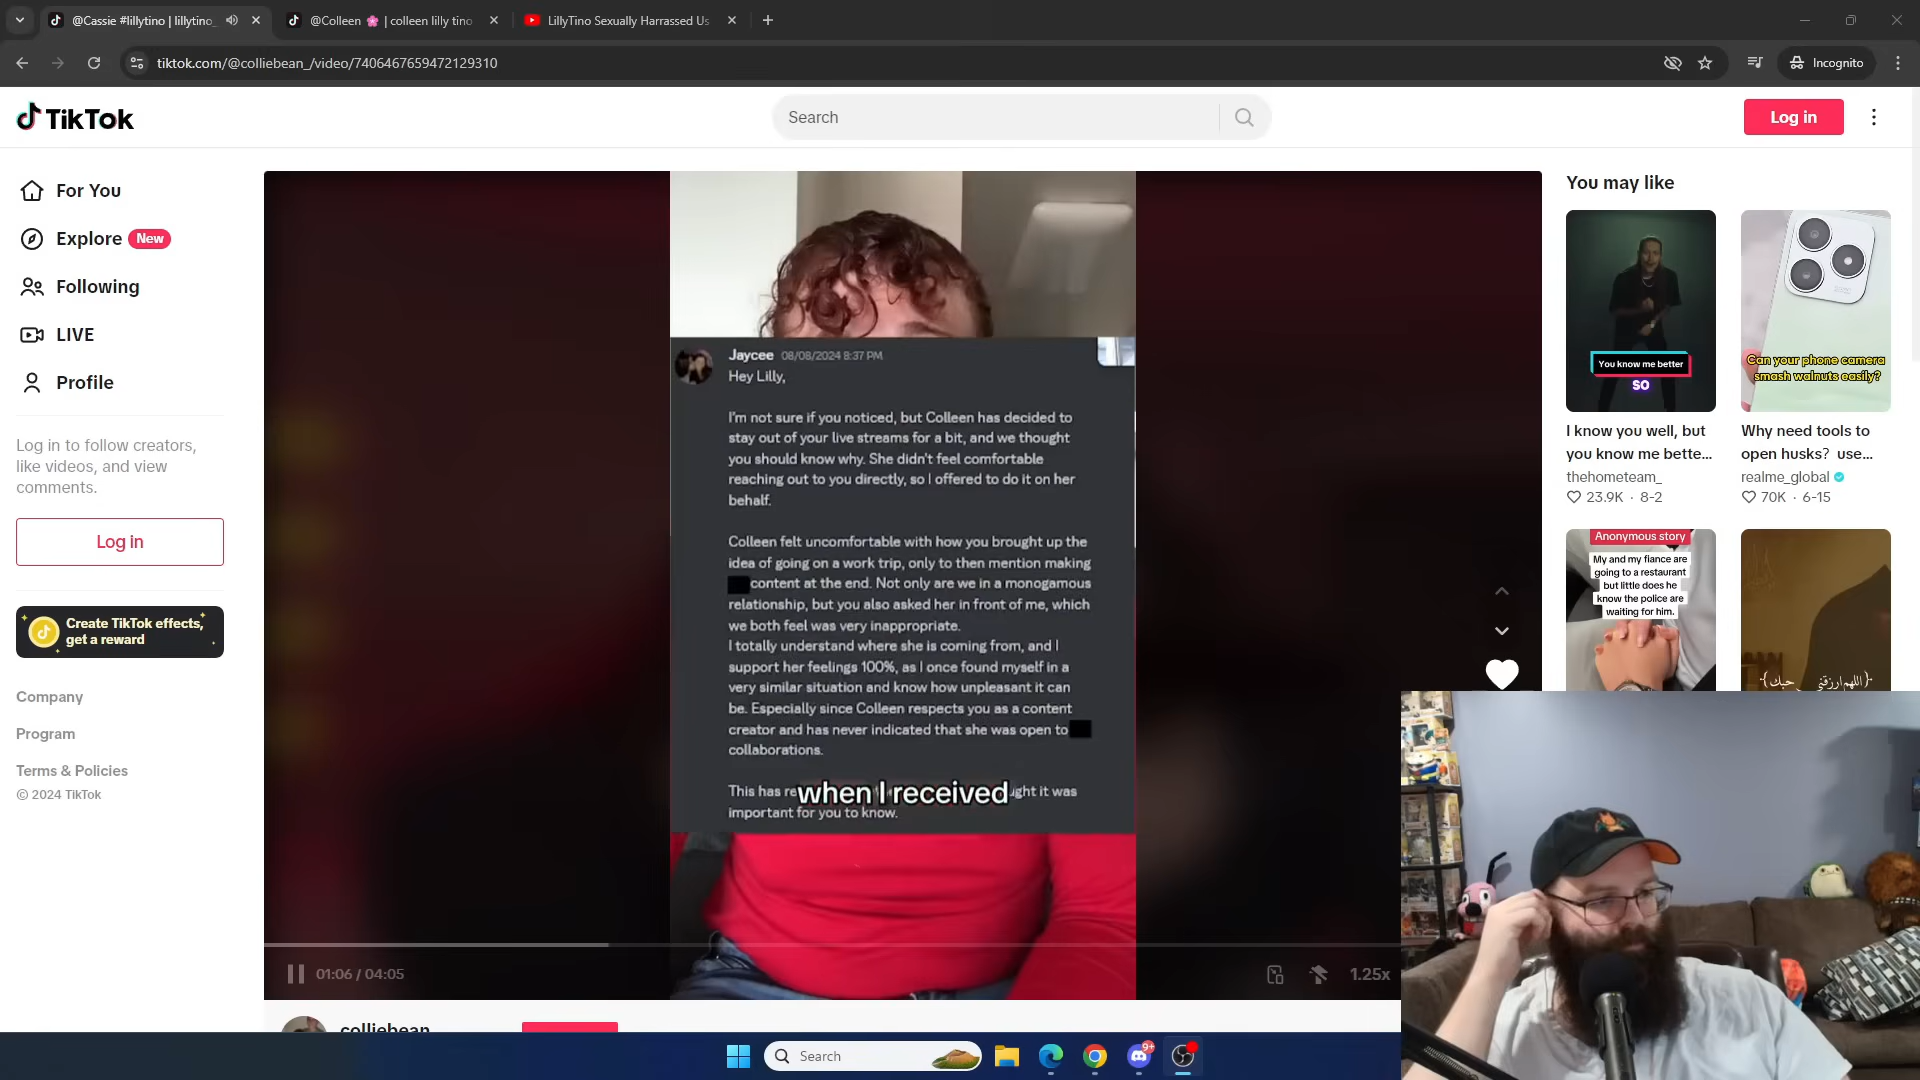 @Cassie #lillytino | lillytino_
@Colleen 🌸 | colleen lilly tino
LillyTino Sexually Harrassed Us
tiktok.com/@colliebean_/video/7406467659472129310
Incognito
TikTok
Search
Log in
For You
Explore New
Following
LIVE
Profile
Log in to follow creators,
like videos, and view
comments.
Log in
Create TikTok effects,
get a reward
Company
Program
Terms & Policies
© 2024 TikTok
Jaycee 08/08/2024 8:37 PM
Hey Lilly,
I'm not sure if you noticed, but Colleen has decided to
stay out of your live streams for a bit, and we thought
you should know why. She didn't feel comfortable
reaching out to you directly, so I offered to do it on her
behalf.
Colleen felt uncomfortable with how you brought up the
idea of going on a work trip, only to then mention making
content at the end. Not only are we in a monogamous
relationship, but you also asked her in front of me, which
we both feel was very inappropriate.
I totally understand where she is coming from, and I
support her feelings 100%, as I once found myself in a
very similar situation and know how unpleasant it can
be. Especially since Colleen respects you as a content
creator and has never indicated that she was open to
collaborations.
This has
when I received
it was
important for you to know.
01:06 / 04:05
1.25x
colliebean
You may like
You know me better
so
I know you well, but
you know me bette...
thehometeam_
23.9K · 8-2
Can your phone camera
smash walnuts easily?
Why need tools to
open husks? use...
realme_global
70K · 6-15
Anonymous story
My and my fiance are
going to a restaurant
but little does he
know the police are
waiting for him.
{اللهم ارزقني حبك}
Search
9+